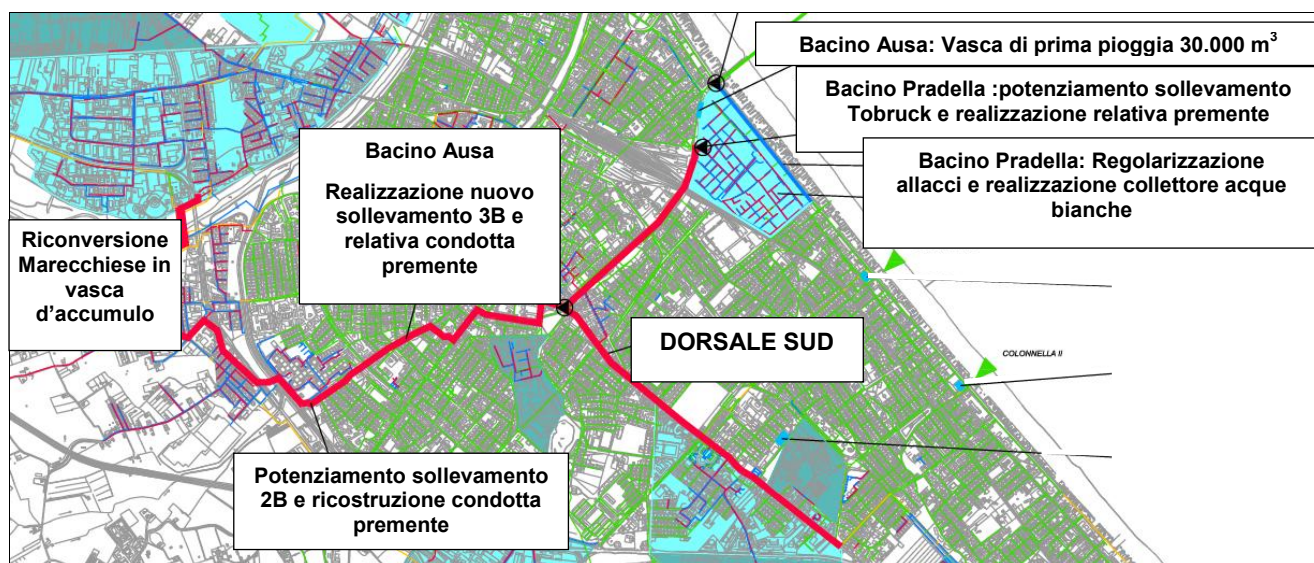 Bacino Ausa: Vasca di prima pioggia 30.000 m³
Bacino Pradella :potenziamento sollevamento
Tobruck e realizzazione relativa premente
Bacino Pradella: Regolarizzazione
allacci e realizzazione collettore acque
bianche
Bacino Ausa
Realizzazione nuovo
sollevamento 3B e
relativa condotta
premente
Riconversione
Marecchiese in
vasca
d'accumulo
DORSALE SUD
COLONNELLA II
Potenziamento sollevamento
2B e ricostruzione condotta
premente